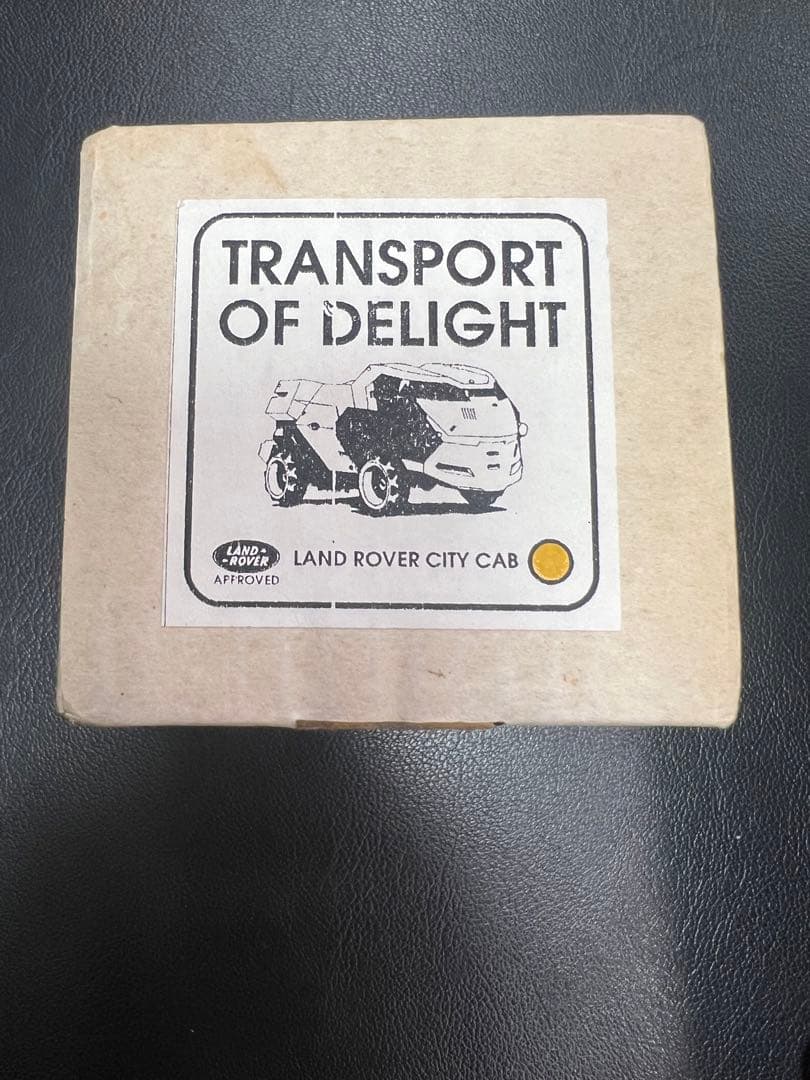 TRANSPORT
OF DELIGHT
LAND
-ROVER
APPROVED
LAND ROVER CITY CAB